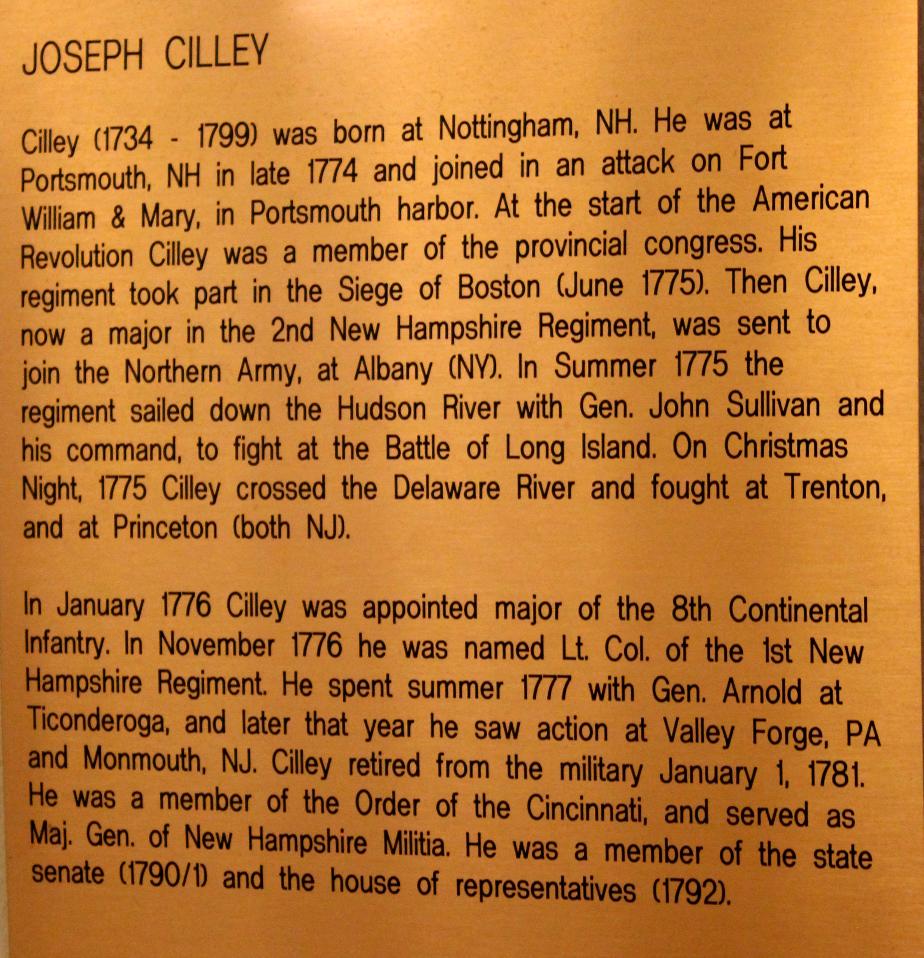 JOSEPH CILLEY
Cilley (1734 - 1799) was born at Nottingham, NH. He was at
Portsmouth, NH in late 1774 and joined in an attack on Fort
William & Mary, in Portsmouth harbor. At the start of the American
Revolution Cilley was a member of the provincial congress. His
regiment took part in the Siege of Boston (June 1775). Then Cilley,
now a major in the 2nd New Hampshire Regiment, was sent to
join the Northern Army, at Albany (NY). In Summer 1775 the
regiment sailed down the Hudson River with Gen. John Sullivan and
his command, to fight at the Battle of Long Island. On Christmas
Night, 1775 Cilley crossed the Delaware River and fought at Trenton,
and at Princeton (both NJ).
In January 1776 Cilley was appointed major of the 8th Continental
Infantry. In November 1776 he was named Lt. Col. of the 1st New
Hampshire Regiment. He spent summer 1777 with Gen. Arnold at
Ticonderoga, and later that year he saw action at Valley Forge, PA
and Monmouth, NJ. Cilley retired from the military January 1, 1781.
He was a member of the Order of the Cincinnati, and served as
Maj. Gen. of New Hampshire Militia. He was a member of the state
senate (1790/1) and the house of representatives (1792).